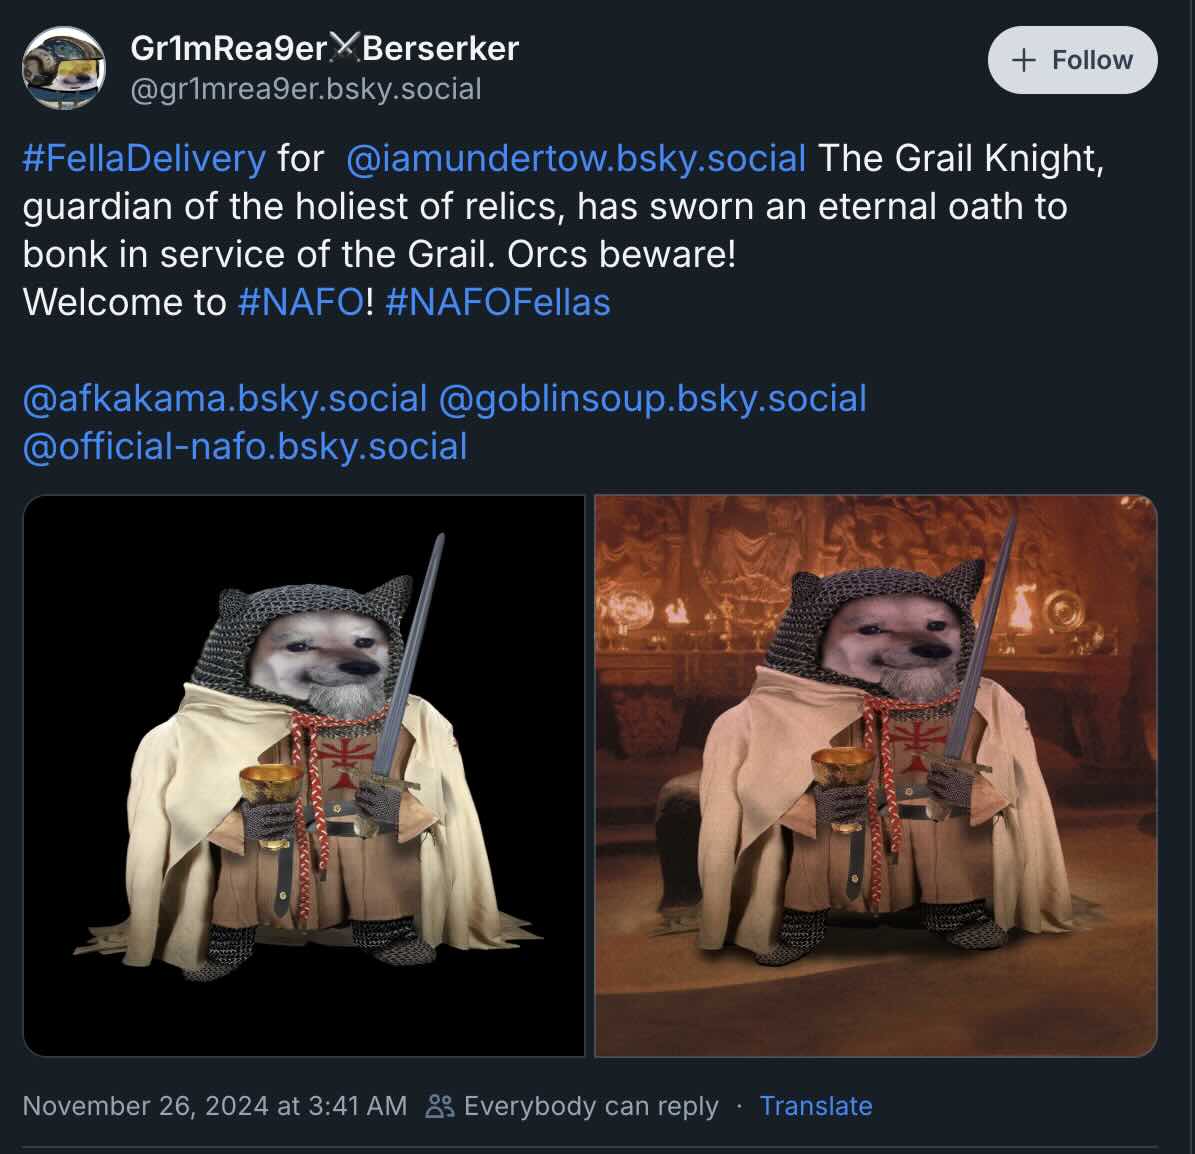 Gr1mRea9er⚔Berserker
@gr1mrea9er.bsky.social
+ Follow
#FellaDelivery for @iamundertow.bsky.social The Grail Knight,
guardian of the holiest of relics, has sworn an eternal oath to
bonk in service of the Grail. Orcs beware!
Welcome to #NAFO! #NAFOFellas
@afkakama.bsky.social @goblinsoup.bsky.social
@official-nafo.bsky.social
November 26, 2024 at 3:41 AM Everybody can reply · Translate